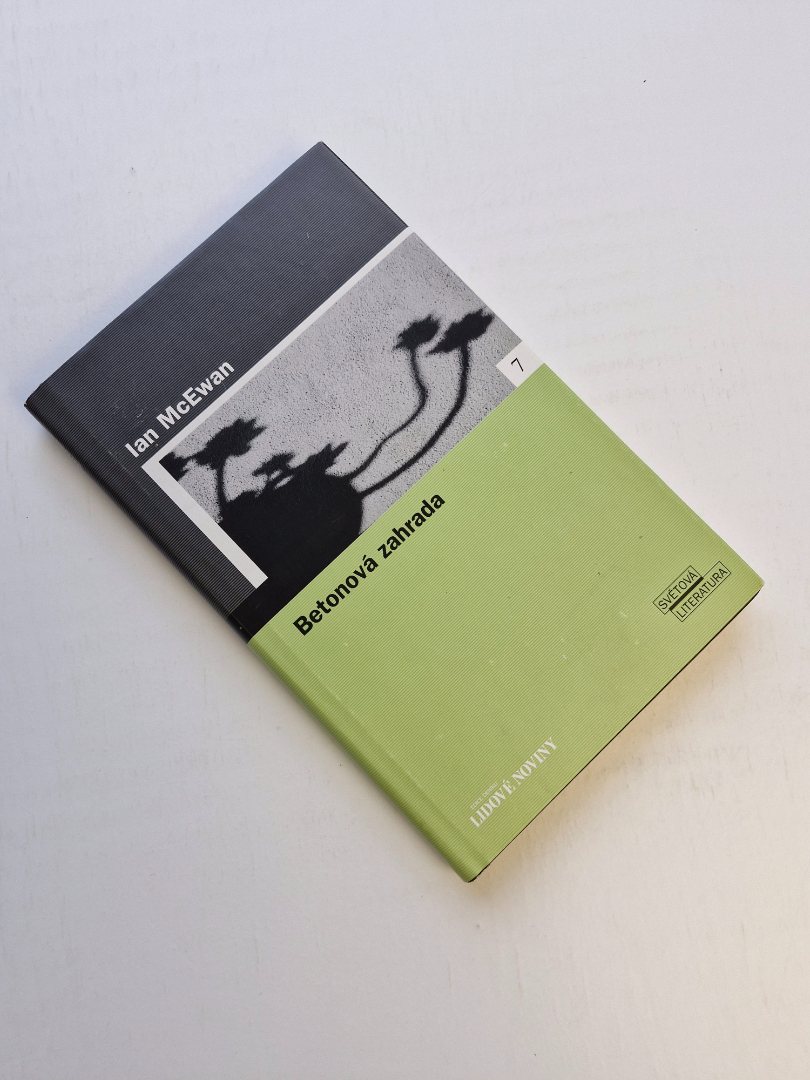 Ian McEwan
7
Betonová zahrada
SVĚTOVÁ
LITERATURA
LIDOVÉ NOVINY